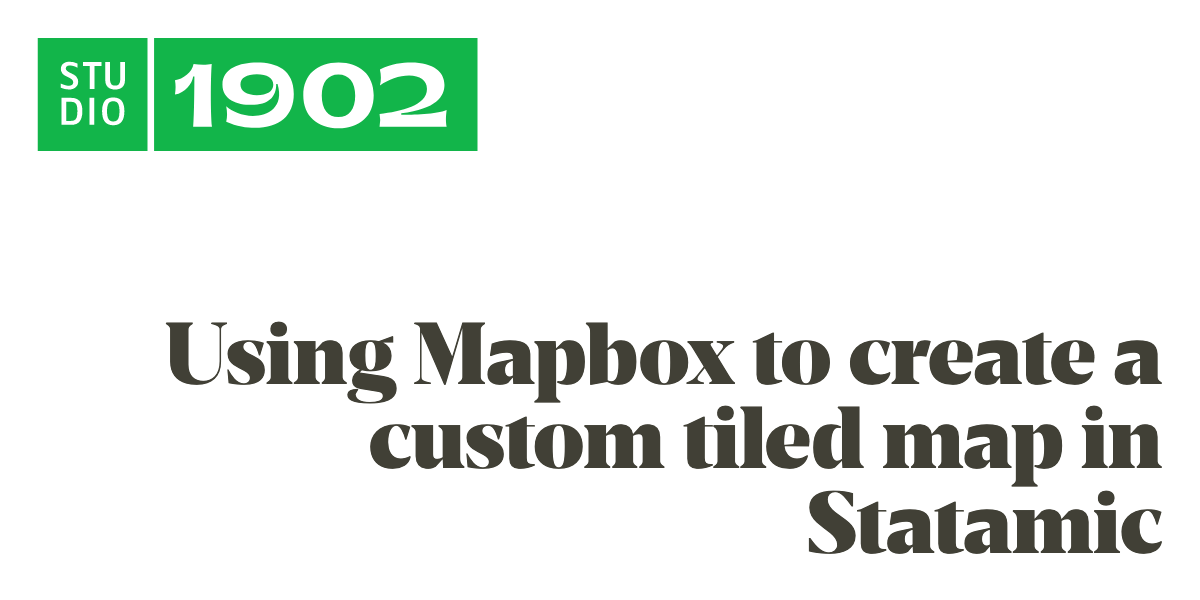 STU
DIO
1902
Using Mapbox to create a
custom tiled map in
Statamic